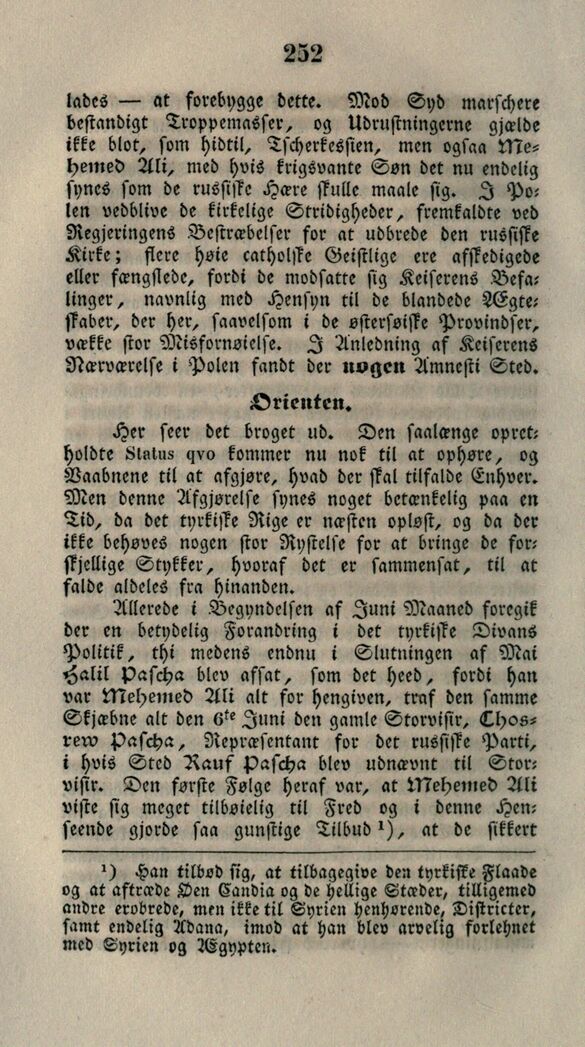 252
lades — at forebygge dette. Mod Syd marschere
bestandigt Troppemasser, og Udrustningerne gjælde
ikke blot, som hidtil, Tscherkessien, men ogsaa Me-
hemed Ali, med hvis krigsvante Søn det nu endelig
synes som de russiske Hære skulle maale sig. I Po-
len vedblive de kirkelige Stridigheder, fremkaldte ved
Regjeringens Bestræbelser for at udbrede den russiske
Kirke; flere høie catholske Geistlige ere afskedigede
eller fængslede, fordi de modsatte sig Keiserens Befa-
linger, navnlig med Hensyn til de blandede Ægte-
skaber, der her, saavelsom i de østersøiske Provindser,
vække stor Misfornøielse. I Anledning af Keiserens
Nærværelse i Polen fandt der nogen Amnesti Sted.
Orienten.
Her seer det broget ud. Den saalænge opret-
holdte Status qvo kommer nu nok til at ophøre, og
Vaabnene til at afgjøre, hvad der skal tilfalde Enhver.
Men denne Afgjørelse synes noget betænkelig paa en
Tid, da det tyrkiske Rige er næsten opløst, og da der
ikke behøves nogen stor Rystelse for at bringe de for-
skjellige Stykker, hvoraf det er sammensat, til at
falde aldeles fra hinanden.
Allerede i Begyndelsen af Juni Maaned foregik
der en betydelig Forandring i det tyrkiske Divans
Politik, thi medens endnu i Slutningen af Mai
Halil Pascha blev afsat, som det heed, fordi han
var Mehemed Ali alt for hengiven, traf den samme
Skjæbne alt den 6te Juni den gamle Storvisir, Chos-
rew Pascha, Repræsentant for det russiske Parti,
i hvis Sted Rauf Pascha blev udnævnt til Stor-
visir. Den første Følge heraf var, at Mehemed Ali
viste sig meget tilbøielig til Fred og i denne Hen-
seende gjorde saa gunstige Tilbud ¹), at de sikkert
¹) Han tilbød sig, at tilbagegive den tyrkiske Flaade
og at aftræde Øen Candia og de hellige Stæder, tilligemed
andre erobrede, men ikke til Syrien henhørende, Districter,
samt endelig Adana, imod at han blev arvelig forlehnet
med Syrien og Ægypten.